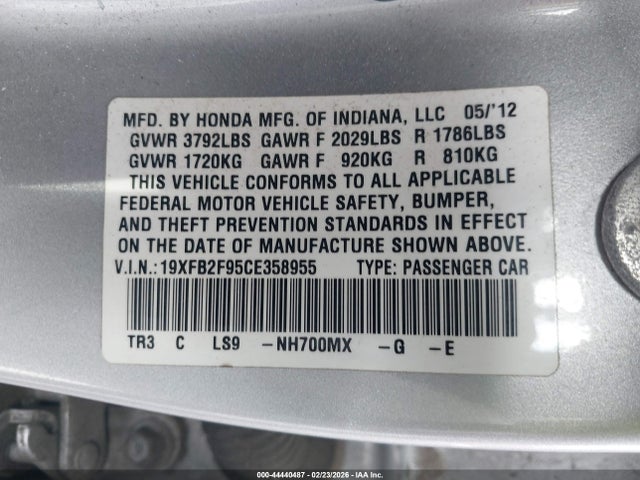 MFD. BY HONDA MFG. OF INDIANA, LLC 05/'12
GVWR 3792LBS GAWR F 2029LBS R 1786LBS
GVWR 1720KG GAWR F 920KG R 810KG
THIS VEHICLE CONFORMS TO ALL APPLICABLE
FEDERAL MOTOR VEHICLE SAFETY, BUMPER,
AND THEFT PREVENTION STANDARDS IN EFFECT
ON THE DATE OF MANUFACTURE SHOWN ABOVE.
V.I.N.:19XFB2F95CE358955 TYPE: PASSENGER CAR
TR3 C LS9 -NH700MX -G -E
000-44440487 - 02/23/2026 - IAA Inc.